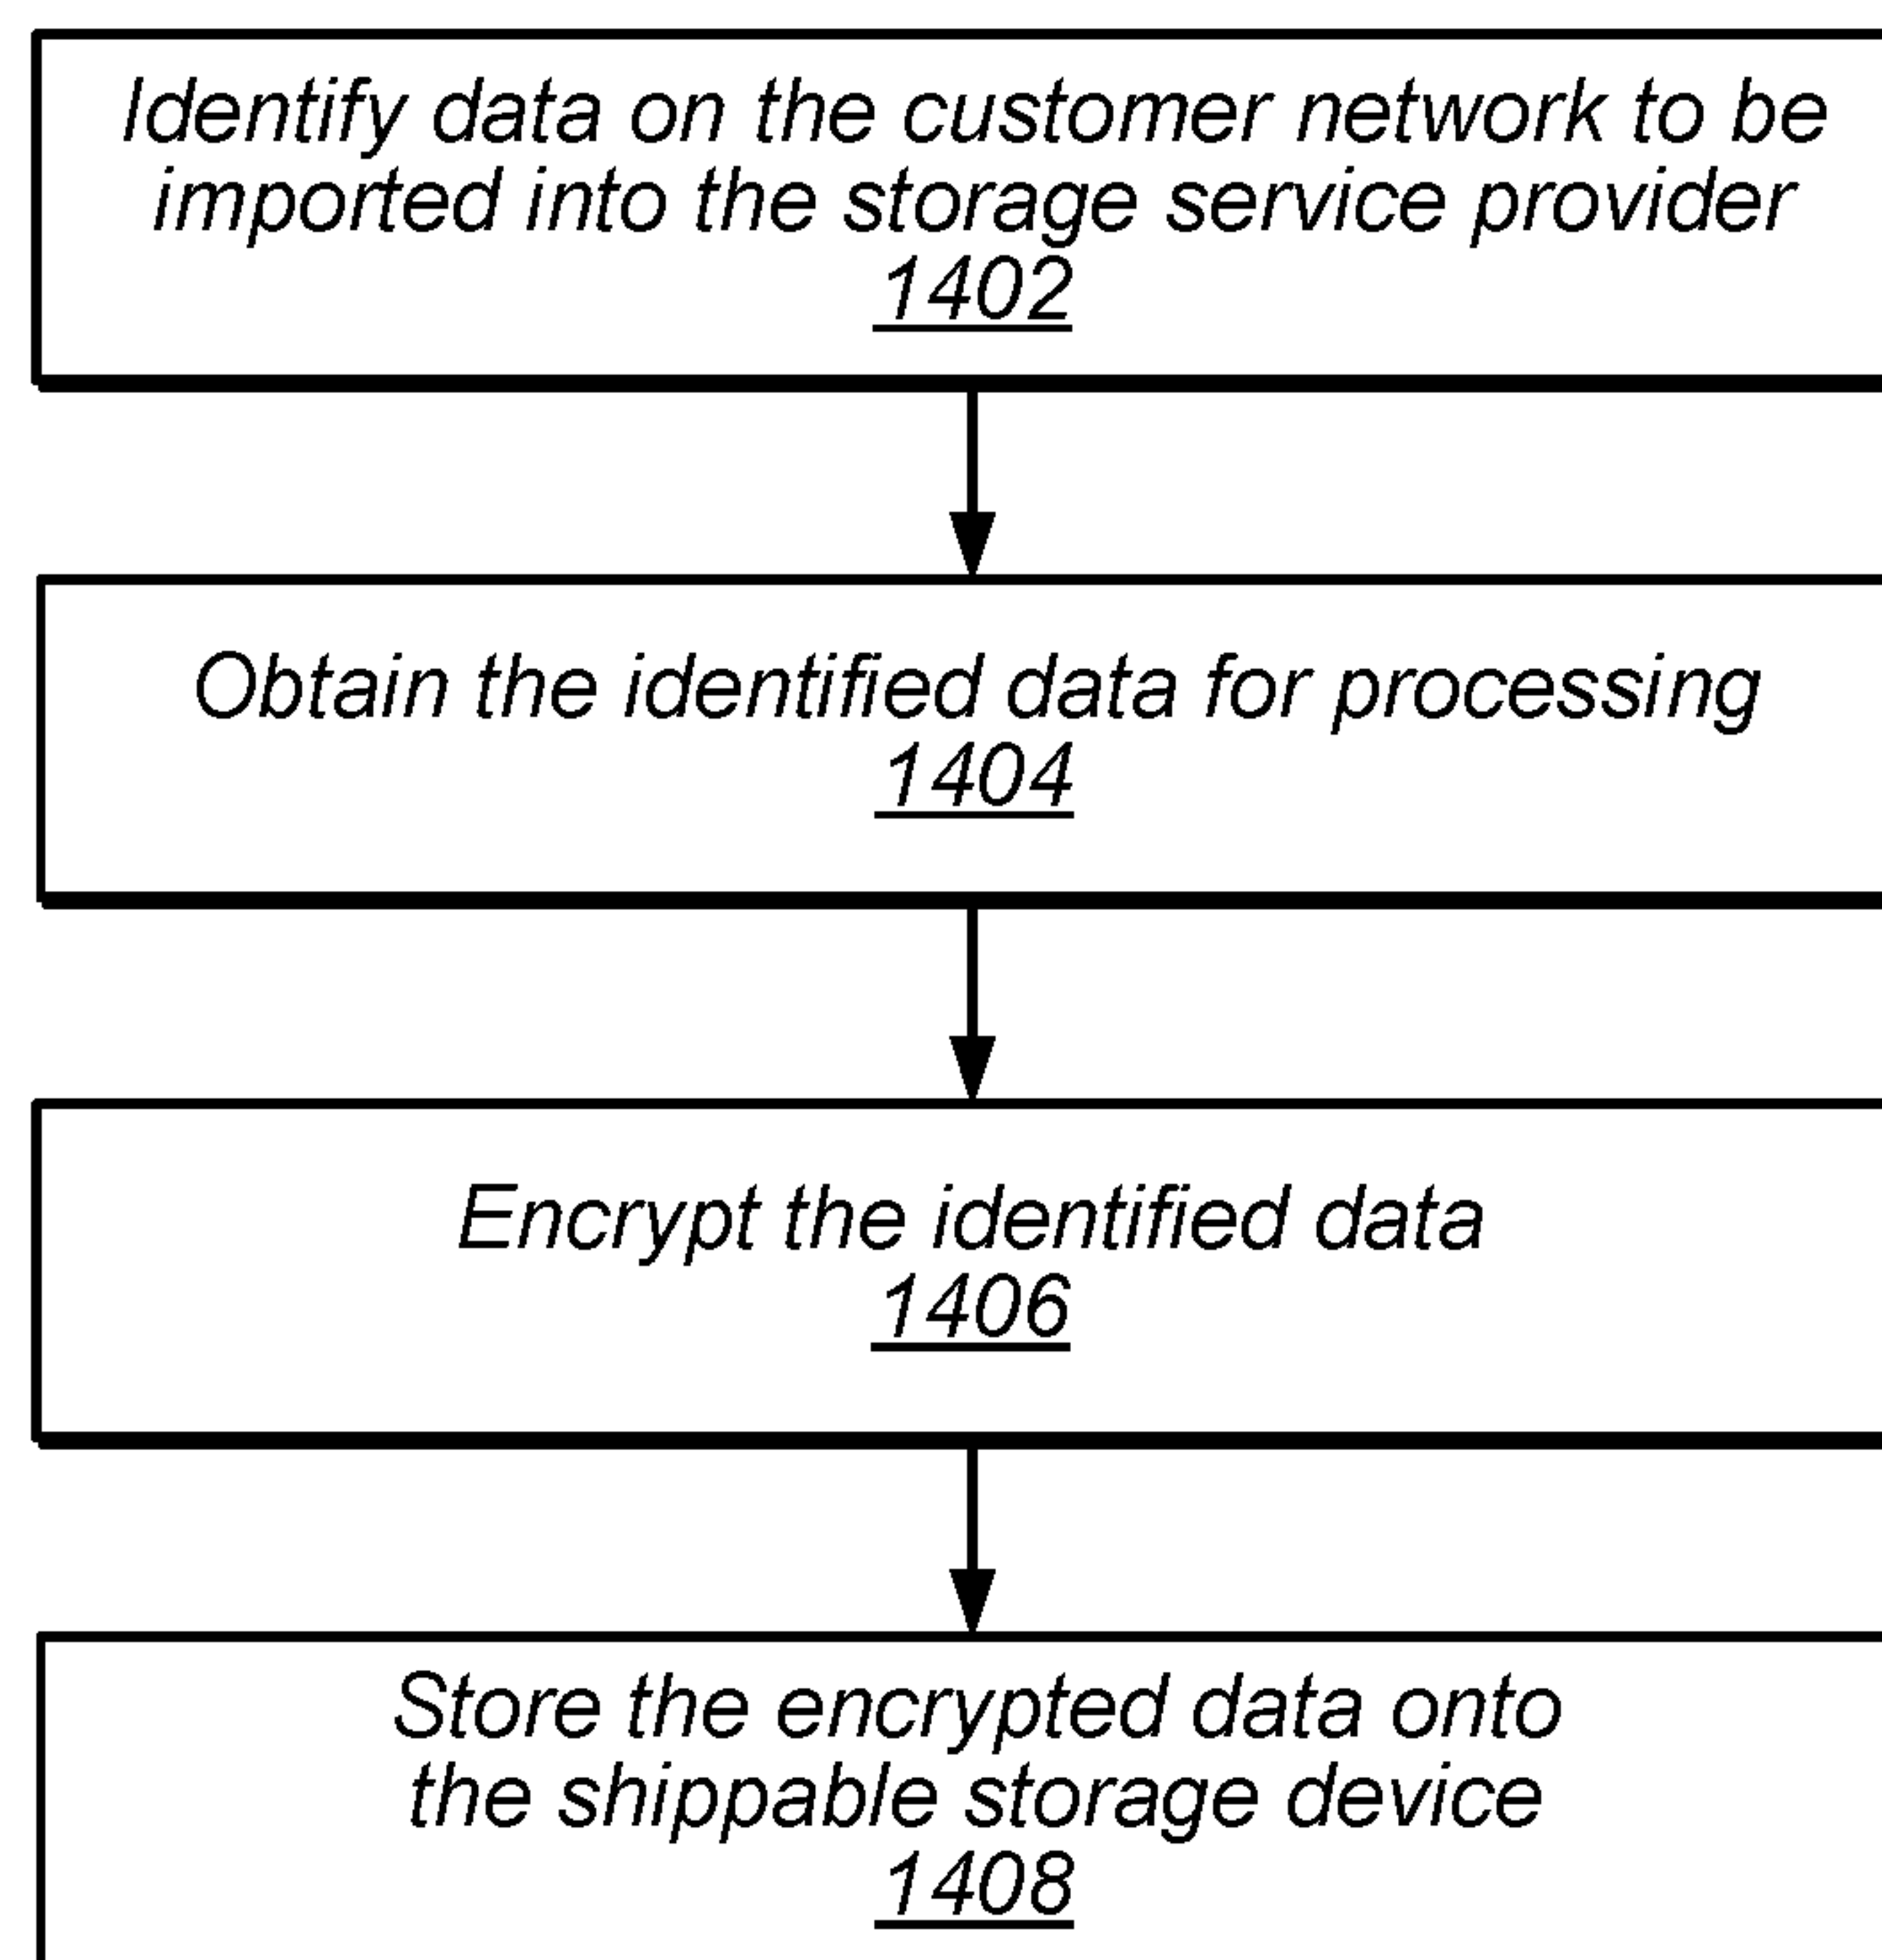 Identify data on the customer network to be
imported into the storage service provider
1402
Obtain the identified data for processing
1404
Encrypt the identified data
1406
Store the encrypted data onto
the shippable storage device
1408